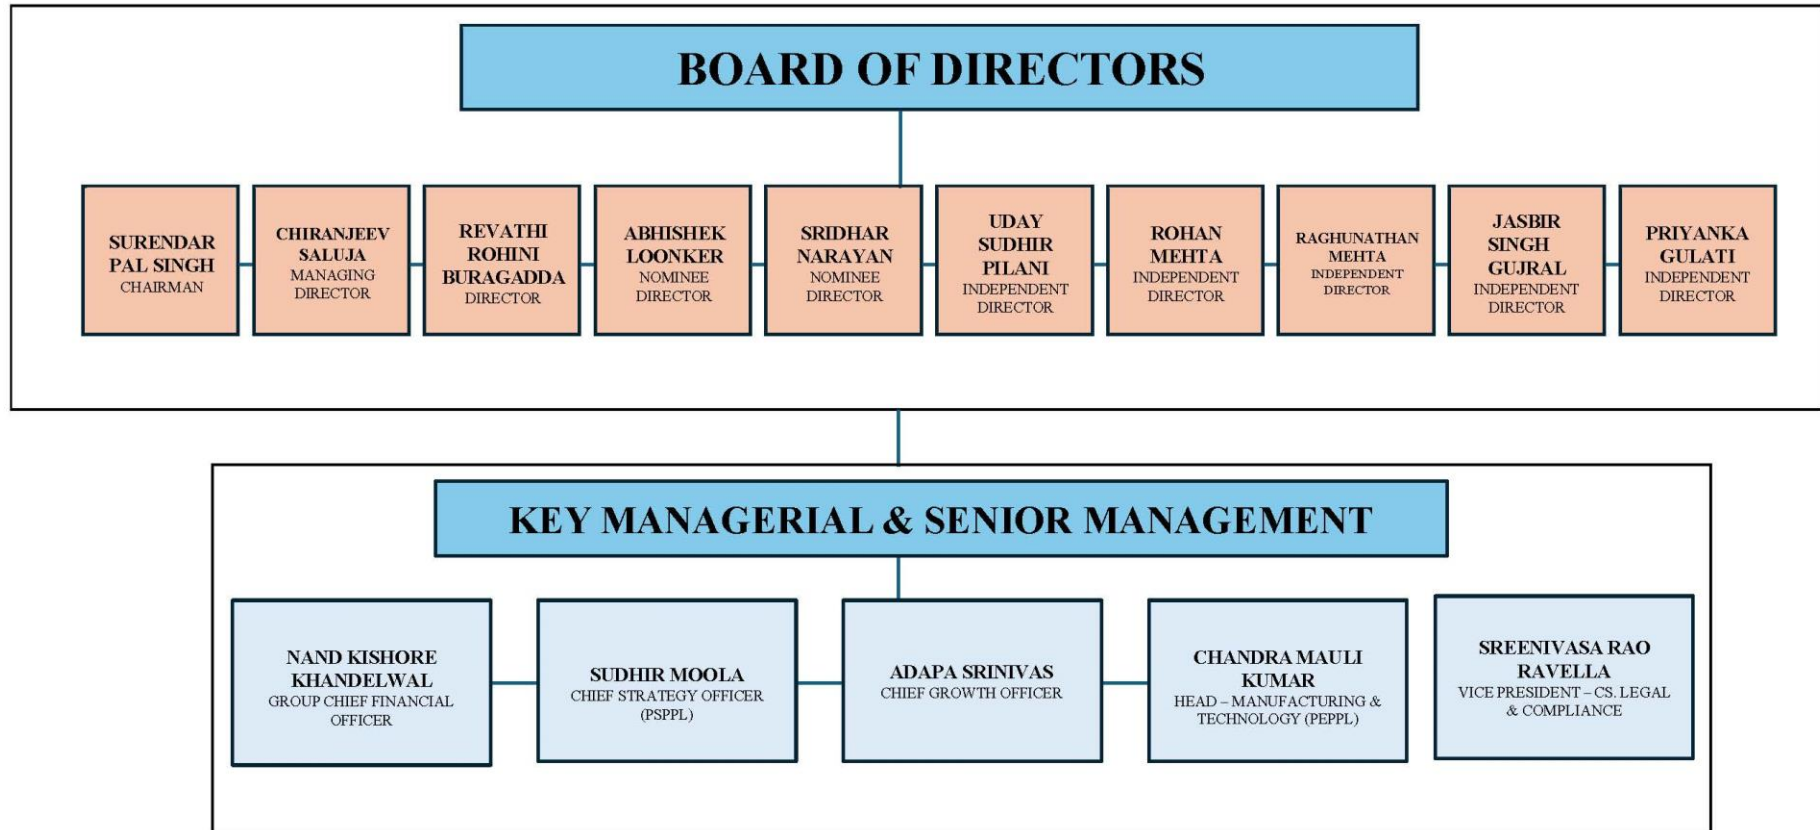 BOARD OF DIRECTORS
SURENDAR
PAL SINGH
CHAIRMAN
CHIRANJEEV
SALUJA
MANAGING
DIRECTOR
REVATHI
ROHINI
BURAGADDA
DIRECTOR
ABHISHEK
LOONKER
NOMINEE
DIRECTOR
SRIDHAR
NARAYAN
NOMINEE
DIRECTOR
UDAY
SUDHIR
PILANI
INDEPENDENT
DIRECTOR
ROHAN
MEHTA
INDEPENDENT
DIRECTOR
RAGHUNATHAN
MEHTA
INDEPENDENT
DIRECTOR
JASBIR
SINGH
GUJRAL
INDEPENDENT
DIRECTOR
PRIYANKA
GULATI
INDEPENDENT
DIRECTOR
KEY MANAGERIAL & SENIOR MANAGEMENT
NAND KISHORE
KHANDELWAL
GROUP CHIEF FINANCIAL
OFFICER
SUDHIR MOOLA
CHIEF STRATEGY OFFICER
(PSPPL)
ADAPA SRINIVAS
CHIEF GROWTH OFFICER
CHANDRA MAULI
KUMAR
HEAD – MANUFACTURING &
TECHNOLOGY (PEPPL)
SREENIVASA RAO
RAVELLA
VICE PRESIDENT – CS. LEGAL
& COMPLIANCE